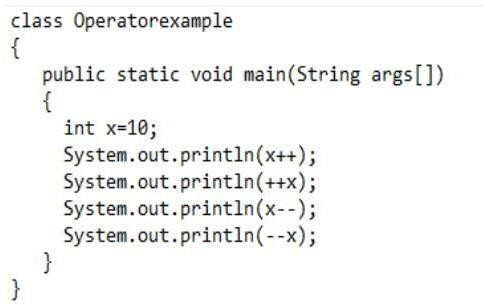 class Operatorexample
{
public static void main(String args[])
{
int x=10;
System.out.println(x++);
System.out.println(++x);
System.out.println(x--);
System.out.println(--x);
}
}